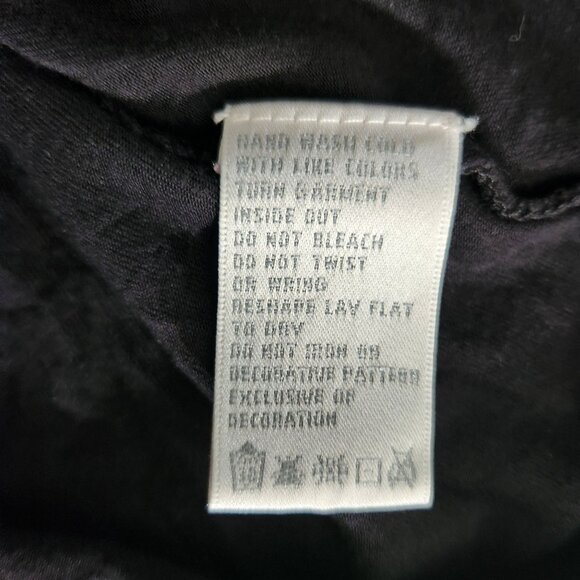 HAND WASH COLD
WITH LIKE COLORS
TURN GARMENT
INSIDE OUT
DO NOT BLEACH
DO NOT TWIST
OR WRING
RESHAPE LAY FLAT
TO DRY
DO NOT IRON ON
DECORATIVE PATTERN
EXCLUSIVE OF
DECORATION